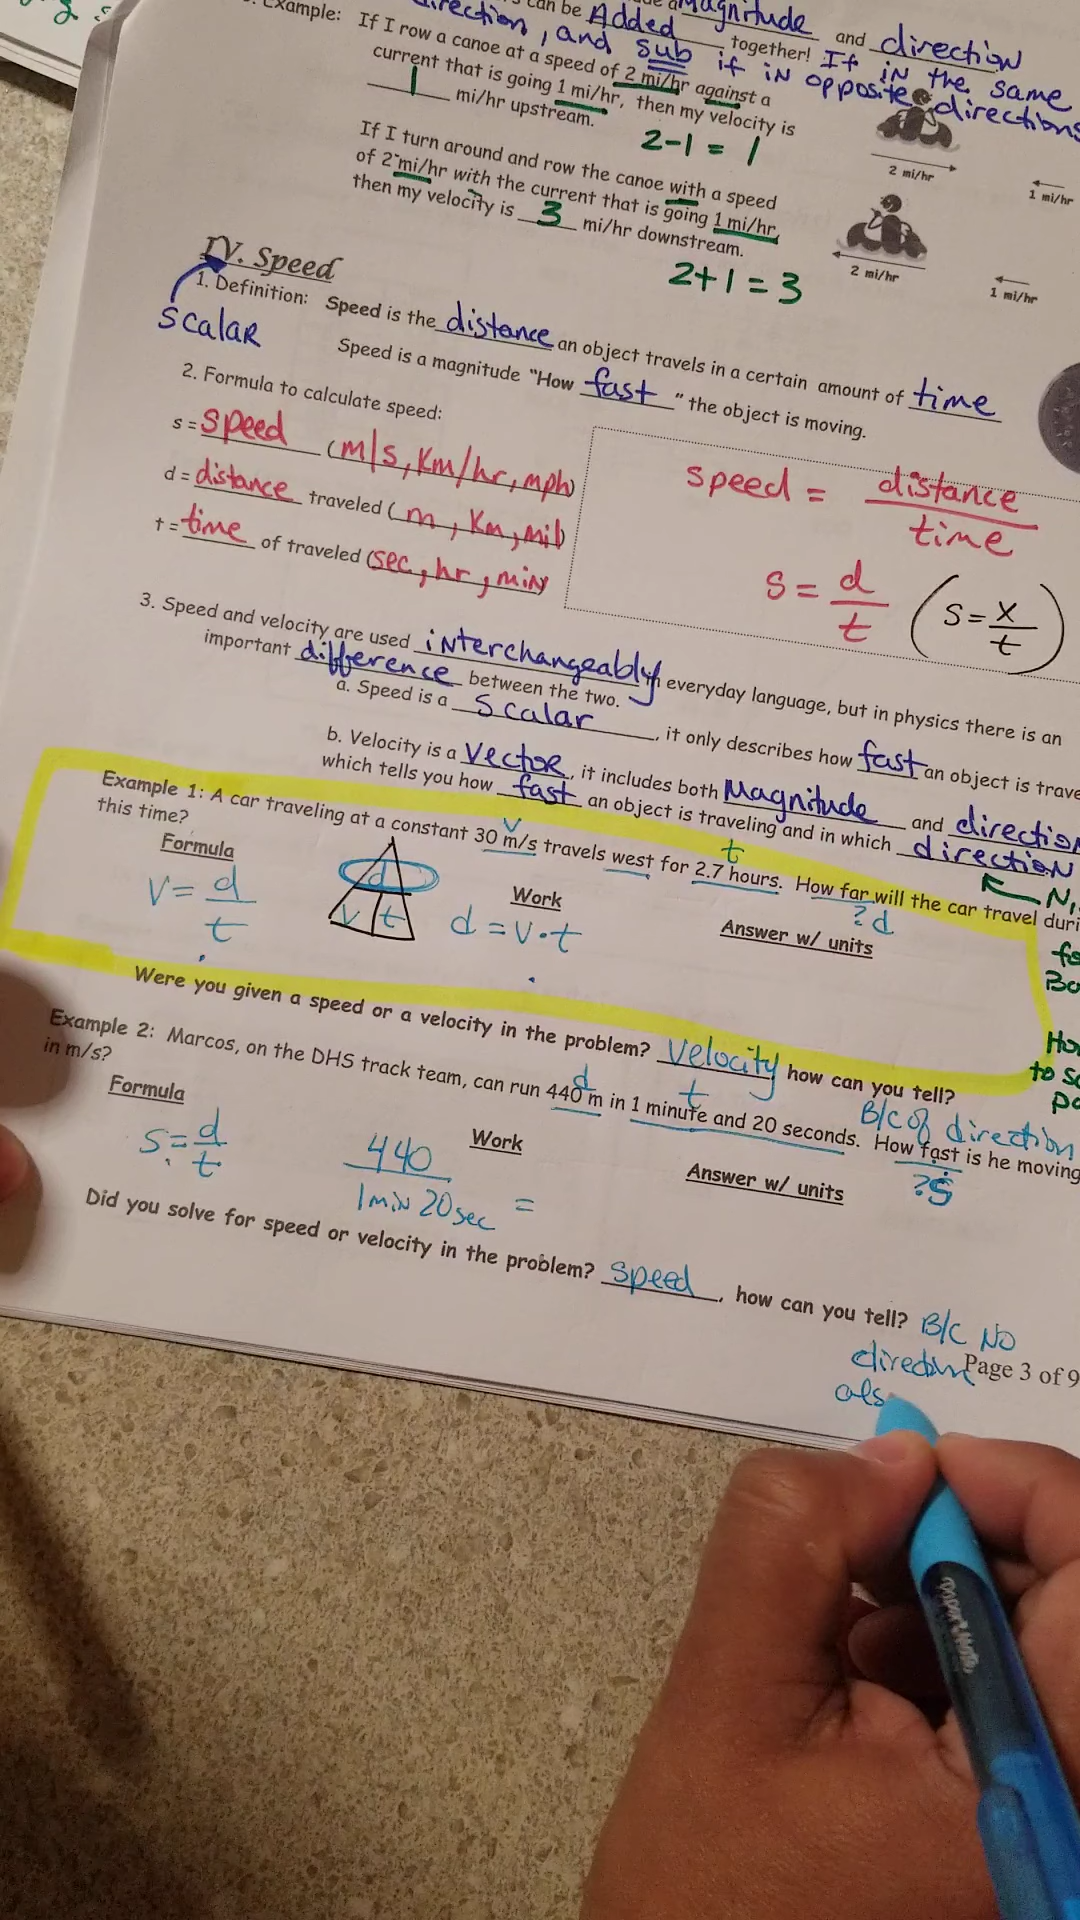 can be Added together! If in the same
Magnitude and direction
direction, and sub if in opposite directions
Example: If I row a canoe at a speed of 2 mi/hr against a
current that is going 1 mi/hr, then my velocity is
1 mi/hr upstream.
2-1 = 1
2 mi/hr
1 mi/hr
If I turn around and row the canoe with a speed
of 2 mi/hr with the current that is going 1 mi/hr,
then my velocity is 3 mi/hr downstream.
2+1=3
2 mi/hr
1 mi/hr
IV. Speed
1. Definition: Speed is the distance an object travels in a certain amount of time
Scalar
Speed is a magnitude "How fast" the object is moving.
2. Formula to calculate speed:
s = speed (m/s, Km/hr, mph)
d = distance traveled (m, Km, mil)
t = time of traveled (sec, hr, min)
speed = distance
time
s = d
t
(s = x
t)
3. Speed and velocity are used interchangeably everyday language, but in physics there is an
important difference between the two.
a. Speed is a Scalar, it only describes how fast an object is trave
b. Velocity is a Vector, it includes both Magnitude and direction
which tells you how fast an object is traveling and in which direction
Example 1: A car traveling at a constant 30 m/s travels west for 2.7 hours. How far will the car travel duri
this time?
v
t
? d
Formula
Work
Answer w/ units
V = d
t
d
v t
d = v·t
Were you given a speed or a velocity in the problem? Velocity how can you tell?
B/c of direction
Example 2: Marcos, on the DHS track team, can run 440 m in 1 minute and 20 seconds. How fast is he moving
in m/s?
d
t
?s
Formula
Work
Answer w/ units
s = d
t
440
1min 20sec =
Did you solve for speed or velocity in the problem? speed, how can you tell? B/c No
direction
als
Page 3 of 9